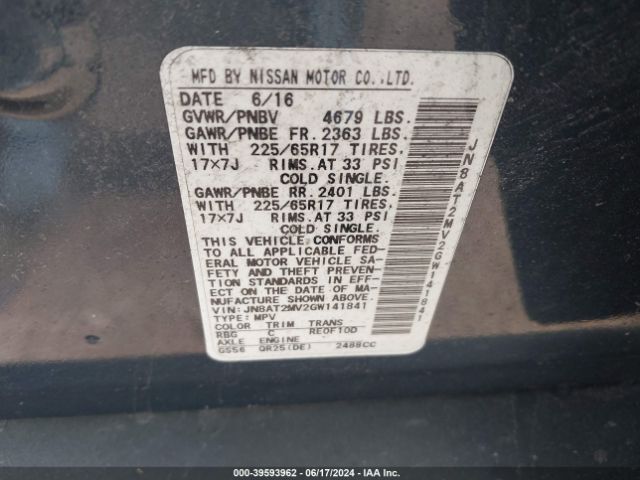 MFD BY NISSAN MOTOR CO.,LTD.
DATE 6/16
GVWR/PNBV 4679 LBS.
GAWR/PNBE FR. 2363 LBS.
WITH 225/65R17 TIRES.
17×7J RIMS. AT 33 PSI
COLD SINGLE.
GAWR/PNBE RR. 2401 LBS.
WITH 225/65R17 TIRES.
17×7J RIMS. AT 33 PSI
COLD SINGLE.
THIS VEHICLE CONFORMS
TO ALL APPLICABLE FED-
ERAL MOTOR VEHICLE SA-
FETY AND THEFT PREVEN-
TION STANDARDS IN EFF-
ECT ON THE DATE OF MA-
NUFACTURE SHOWN ABOVE.
VIN: JN8AT2MV2GW141841
TYPE: MPV
COLOR TRIM TRANS
RBG C RE0F10D
AXLE ENGINE
GS56 QR25(DE) 2488CC
JN8AT2MV2GW141841
000-39593962 - 06/17/2024 - IAA Inc.